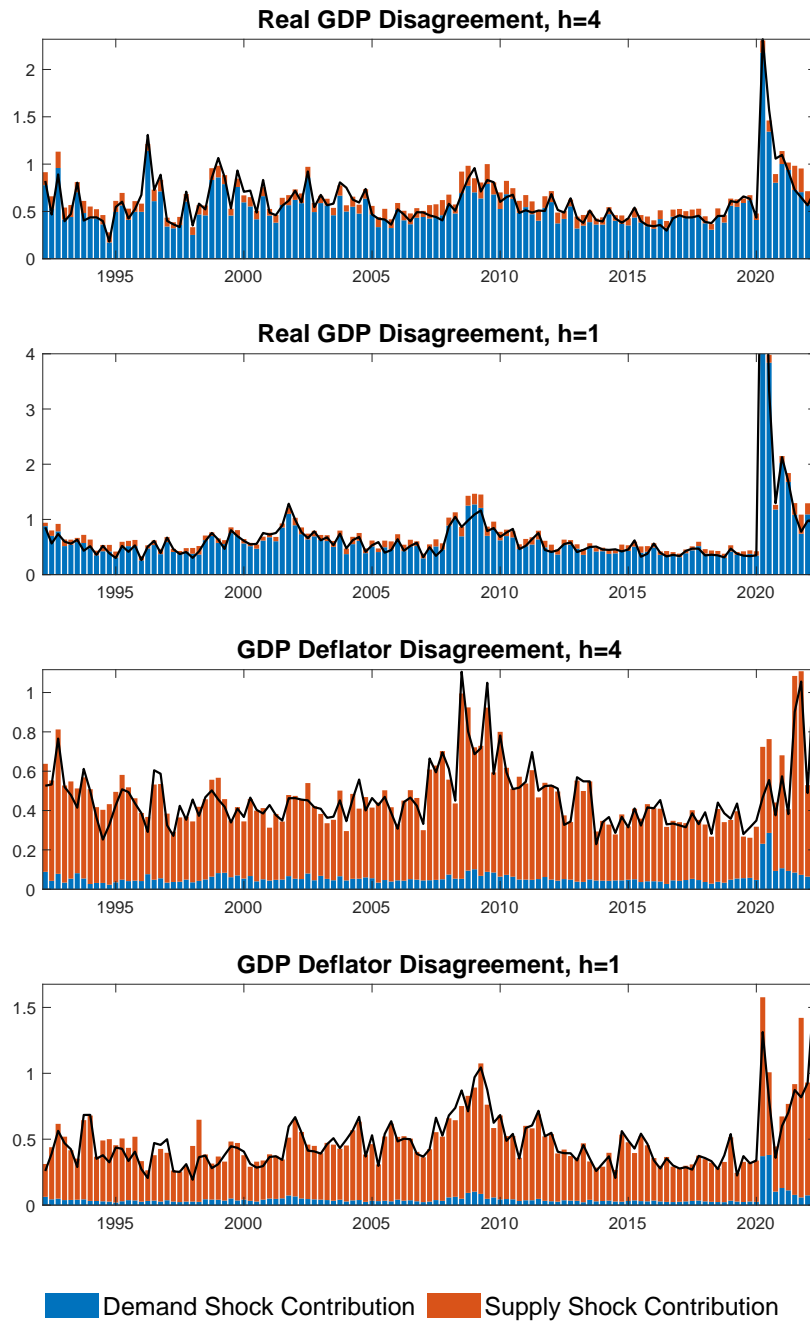 Real GDP Disagreement, h=4
2
1.5
1
0.5
0
1995 2000 2005 2010 2015 2020
Real GDP Disagreement, h=1
4
3
2
1
0
1995 2000 2005 2010 2015 2020
GDP Deflator Disagreement, h=4
1
0.8
0.6
0.4
0.2
0
1995 2000 2005 2010 2015 2020
GDP Deflator Disagreement, h=1
1.5
1
0.5
0
1995 2000 2005 2010 2015 2020
Demand Shock Contribution Supply Shock Contribution